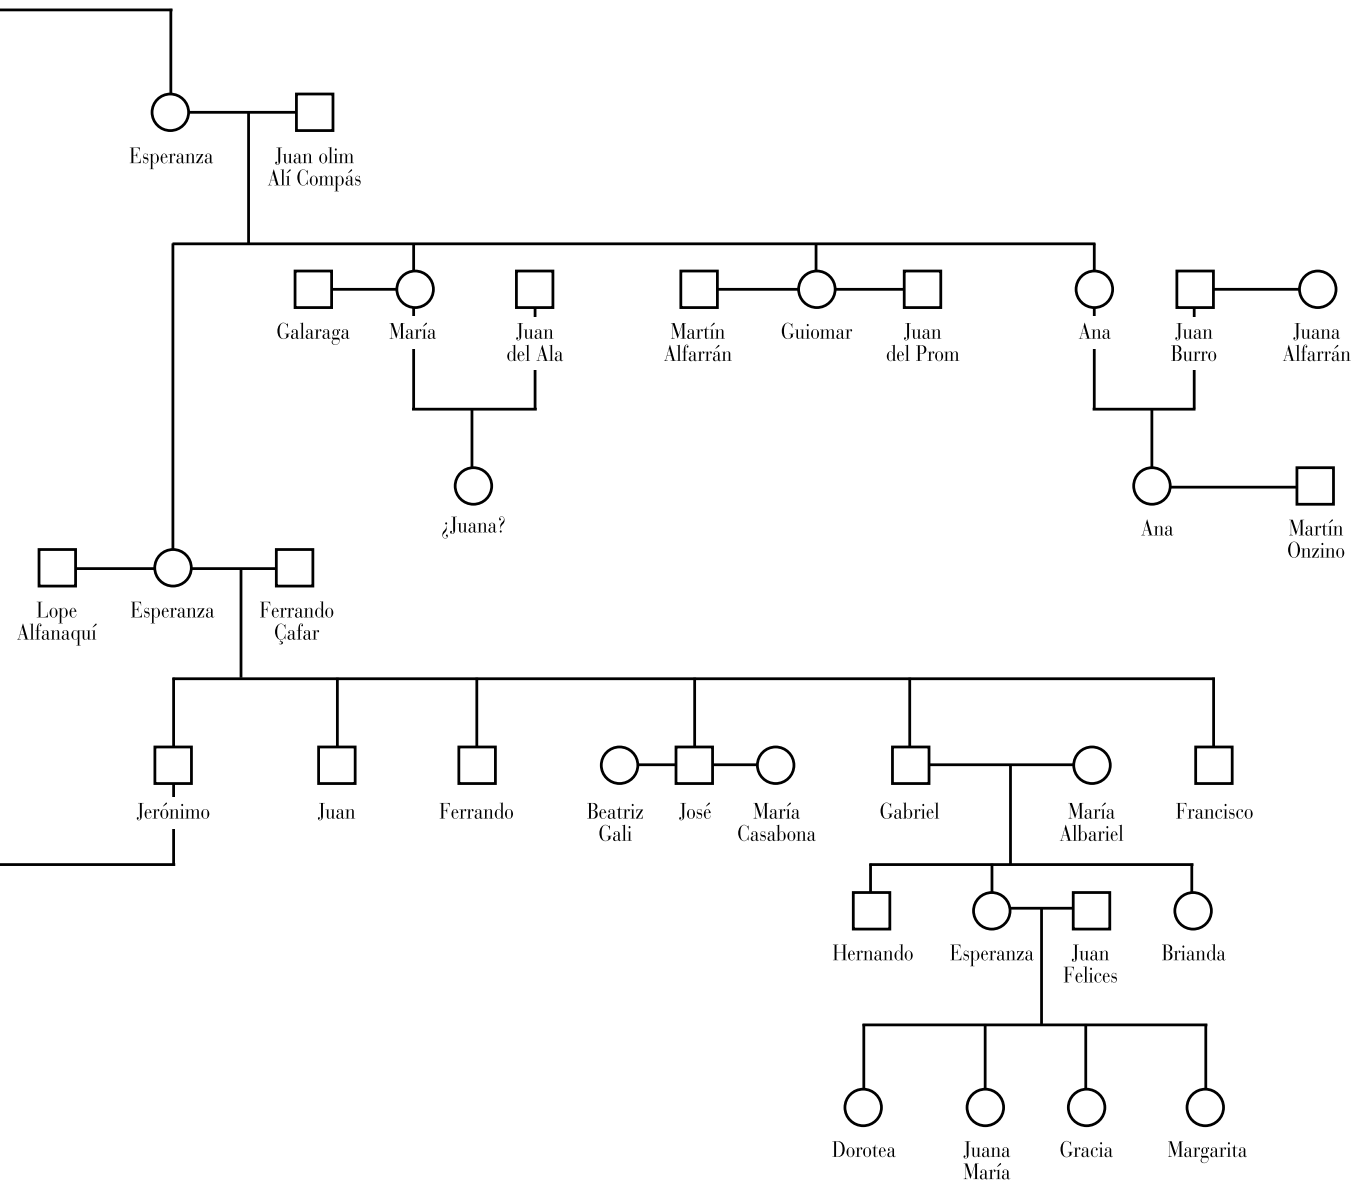 Esperanza
Juan olim
Alí Compás
Galaraga
María
Juan
del Ala
Martín
Alfarrán
Guiomar
Juan
del Prom
Ana
Juan
Burro
Juana
Alfarrán
¿Juana?
Ana
Martín
Onzino
Lope
Alfanaquí
Esperanza
Ferrando
Çafar
Jerónimo
Juan
Ferrando
Beatriz
Gali
José
María
Casabona
Gabriel
María
Albariel
Francisco
Hernando
Esperanza
Juan
Felices
Brianda
Dorotea
Juana
María
Gracia
Margarita